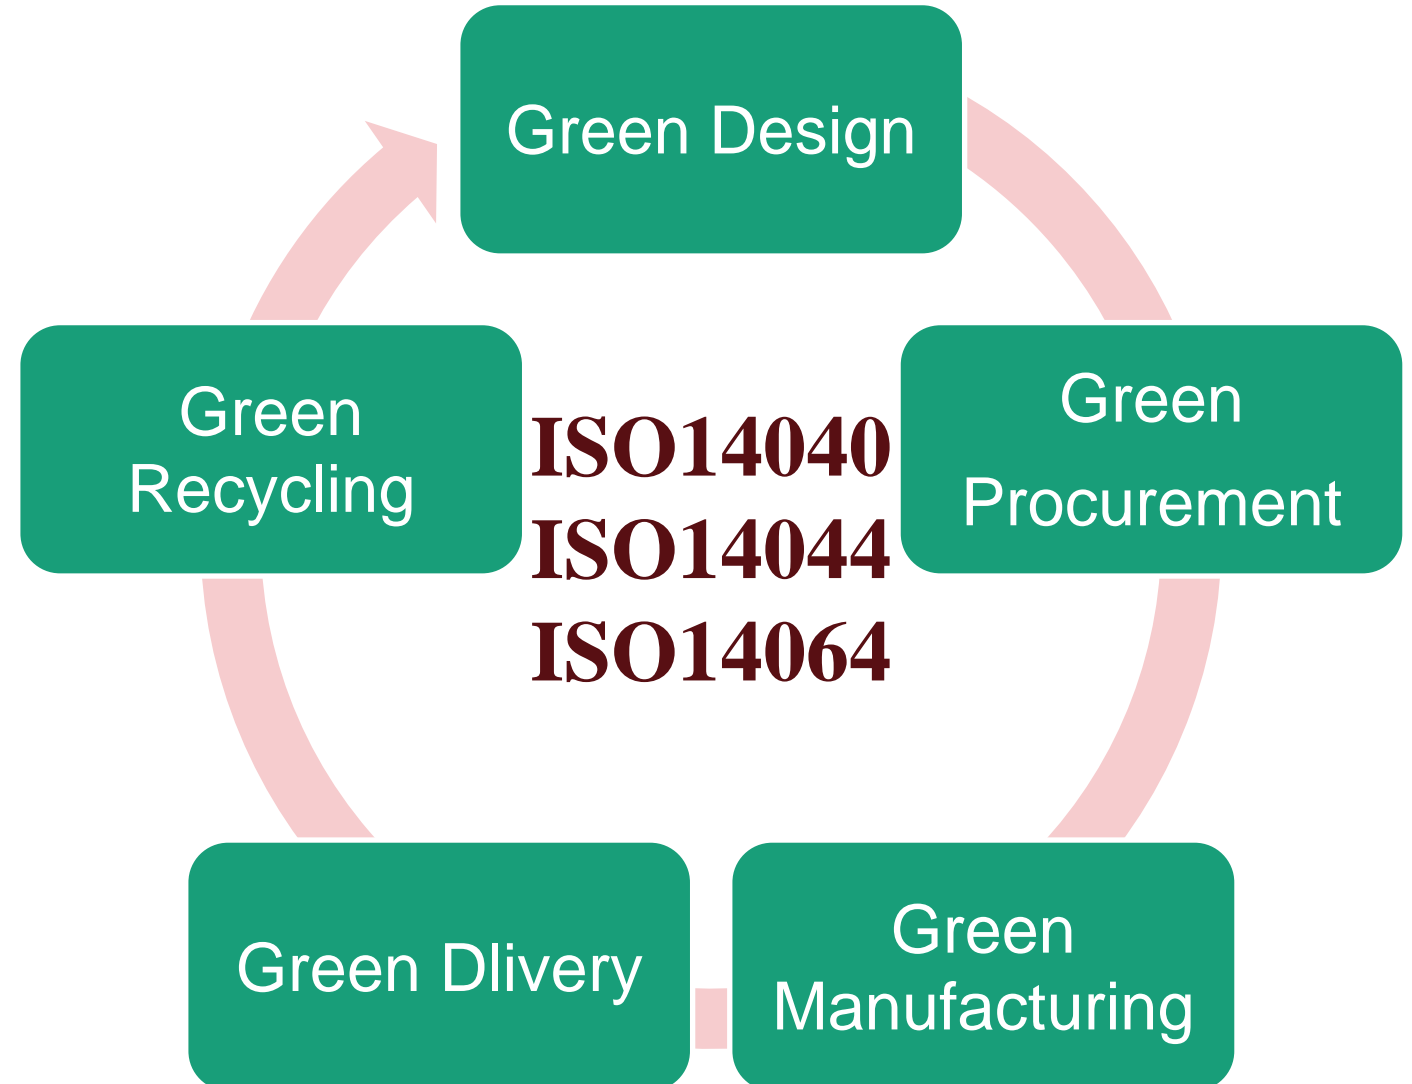 Green Design
Green
Procurement
Green
Manufacturing
Green Dlivery
Green
Recycling
ISO14040
ISO14044
ISO14064